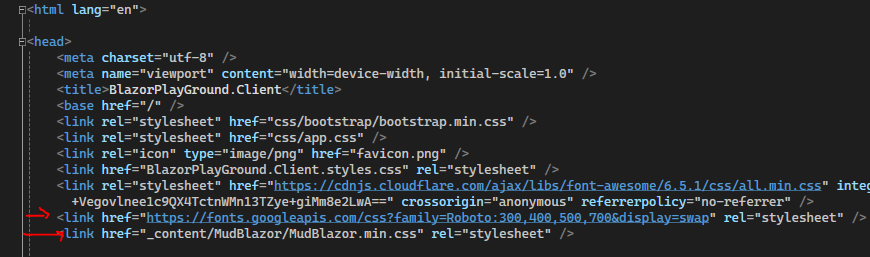 <html lang="en">
<head>
<meta charset="utf-8" />
<meta name="viewport" content="width=device-width, initial-scale=1.0" />
<title>BlazorPlayGround.Client</title>
<base href="/" />
<link rel="stylesheet" href="css/bootstrap/bootstrap.min.css" />
<link rel="stylesheet" href="css/app.css" />
<link rel="icon" type="image/png" href="favicon.png" />
<link href="BlazorPlayGround.Client.styles.css" rel="stylesheet" />
<link rel="stylesheet" href="https://cdnjs.cloudflare.com/ajax/libs/font-awesome/6.5.1/css/all.min.css" integ
+Vegovlnee1c9QX4TctnWMn13TZye+giMm8e2LwA==" crossorigin="anonymous" referrerpolicy="no-referrer" />
<link href="https://fonts.googleapis.com/css?family=Roboto:300,400,500,700&display=swap" rel="stylesheet" />
<link href="_content/MudBlazor/MudBlazor.min.css" rel="stylesheet" />